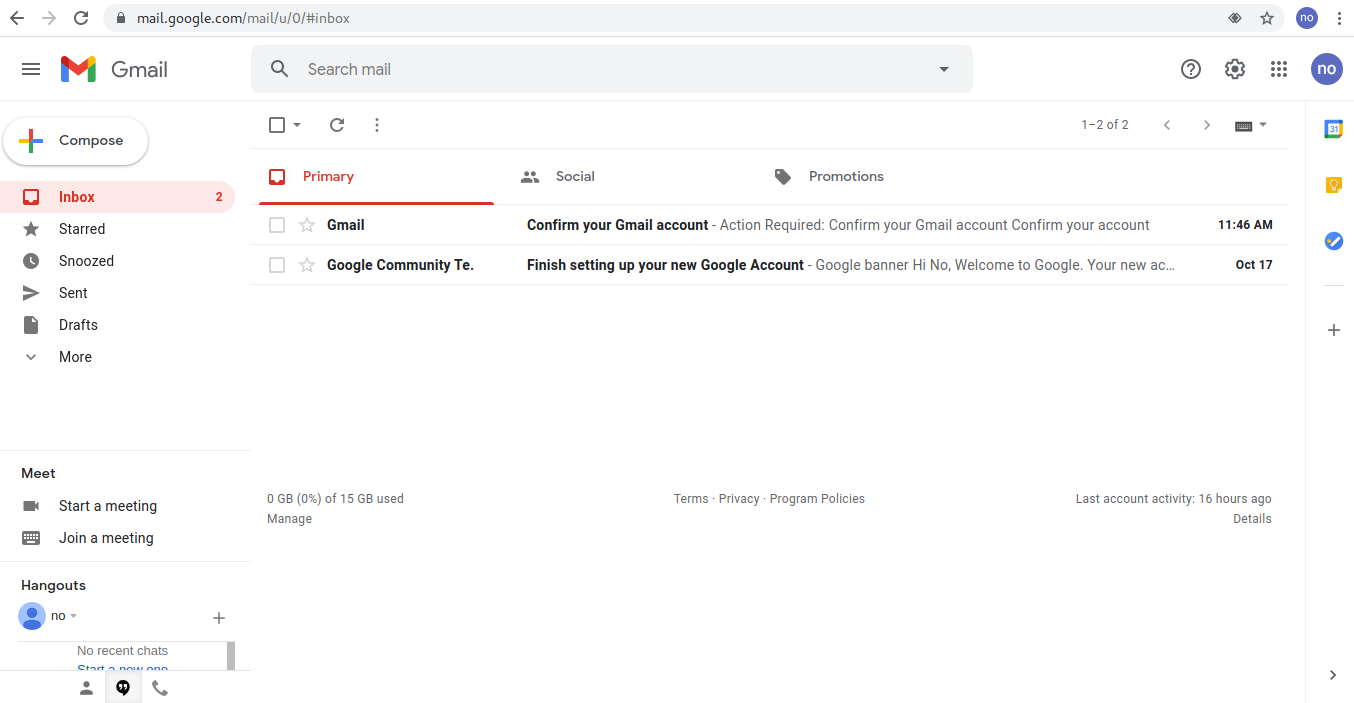 mail.google.com/mail/u/0/#inbox
no
Gmail
Search mail
no
Compose
1–2 of 2
Primary
Social
Promotions
Inbox 2
Starred
Snoozed
Sent
Drafts
More
Gmail Confirm your Gmail account - Action Required: Confirm your Gmail account Confirm your account 11:46 AM
Google Community Te. Finish setting up your new Google Account - Google banner Hi No, Welcome to Google. Your new ac… Oct 17
31
Meet
Start a meeting
Join a meeting
0 GB (0%) of 15 GB used
Manage
Terms · Privacy · Program Policies
Last account activity: 16 hours ago
Details
Hangouts
no
No recent chats
Start a new one